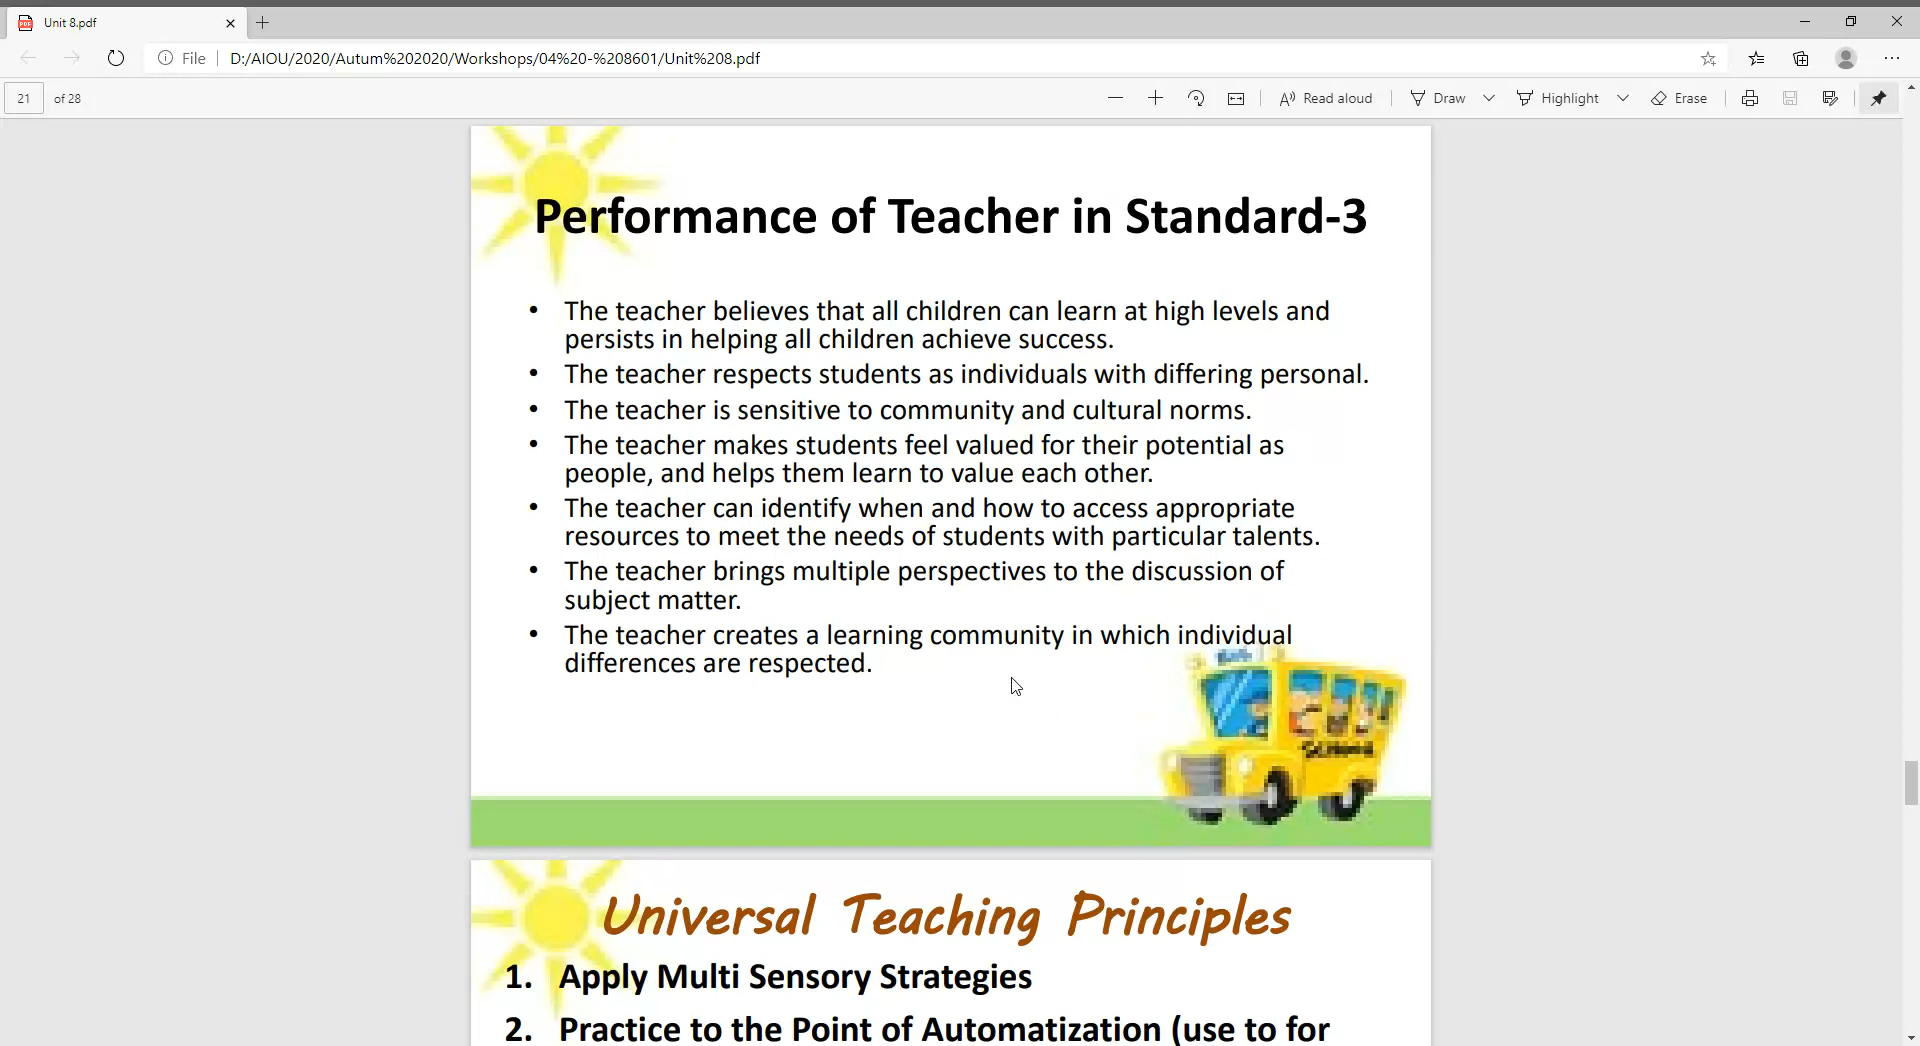 Unit 8.pdf
File
D:/AIOU/2020/Autum%202020/Workshops/04%20-%208601/Unit%208.pdf
21 of 28
Read aloud
Draw
Highlight
Erase
Performance of Teacher in Standard-3
• The teacher believes that all children can learn at high levels and
persists in helping all children achieve success.
• The teacher respects students as individuals with differing personal.
• The teacher is sensitive to community and cultural norms.
• The teacher makes students feel valued for their potential as
people, and helps them learn to value each other.
• The teacher can identify when and how to access appropriate
resources to meet the needs of students with particular talents.
• The teacher brings multiple perspectives to the discussion of
subject matter.
• The teacher creates a learning community in which individual
differences are respected.
Universal Teaching Principles
1. Apply Multi Sensory Strategies
2. Practice to the Point of Automatization (use to for